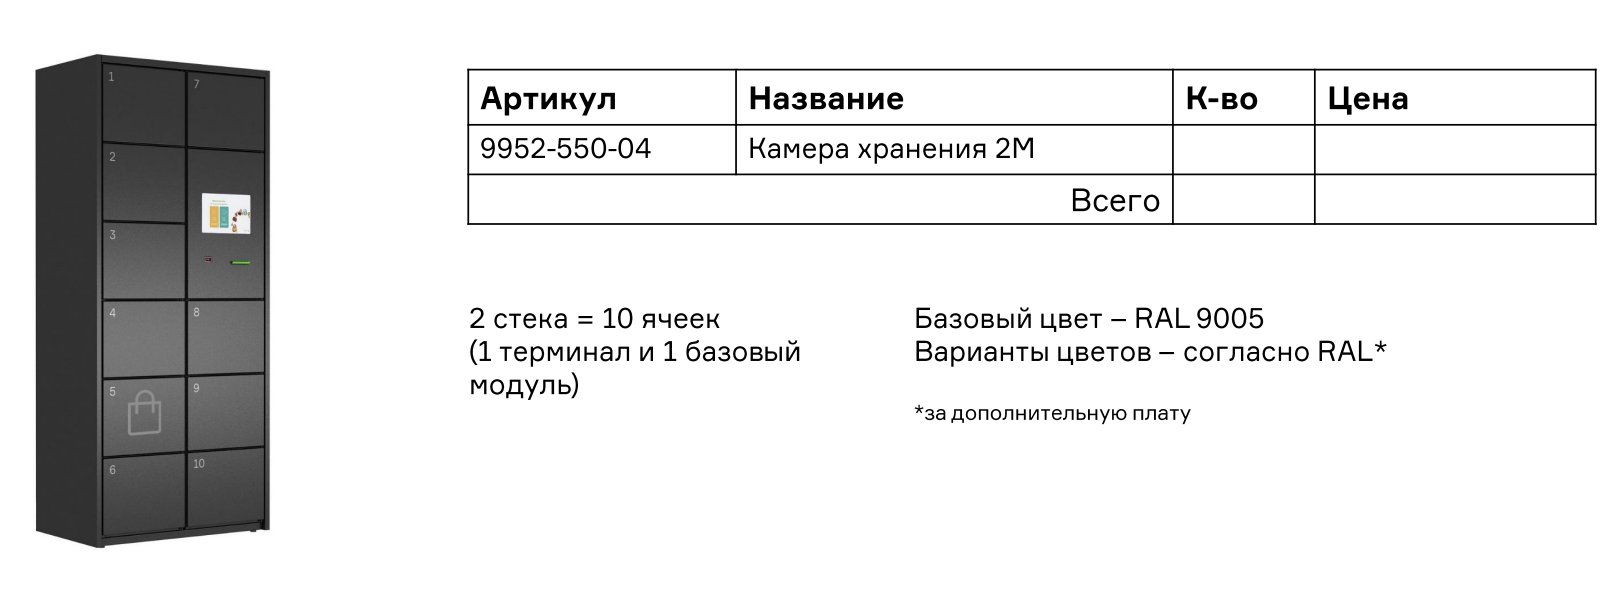 1
7
2
3
4
8
5
9
6
10
Артикул Название К-во Цена
9952-550-04 Камера хранения 2М
Всего
2 стека = 10 ячеек
(1 терминал и 1 базовый
модуль)
Базовый цвет – RAL 9005
Варианты цветов – согласно RAL*
*за дополнительную плату